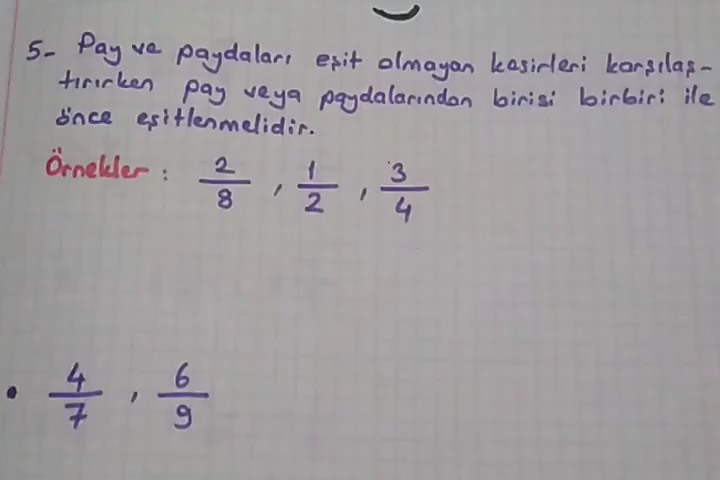 5- Pay ve paydaları eşit olmayan kesirleri karşılaş-
tırırken pay veya paydalarından birisi birbiri ile
önce eşitlenmelidir.
Örnekler : 2/8 , 1/2 , 3/4
• 4/7 , 6/9